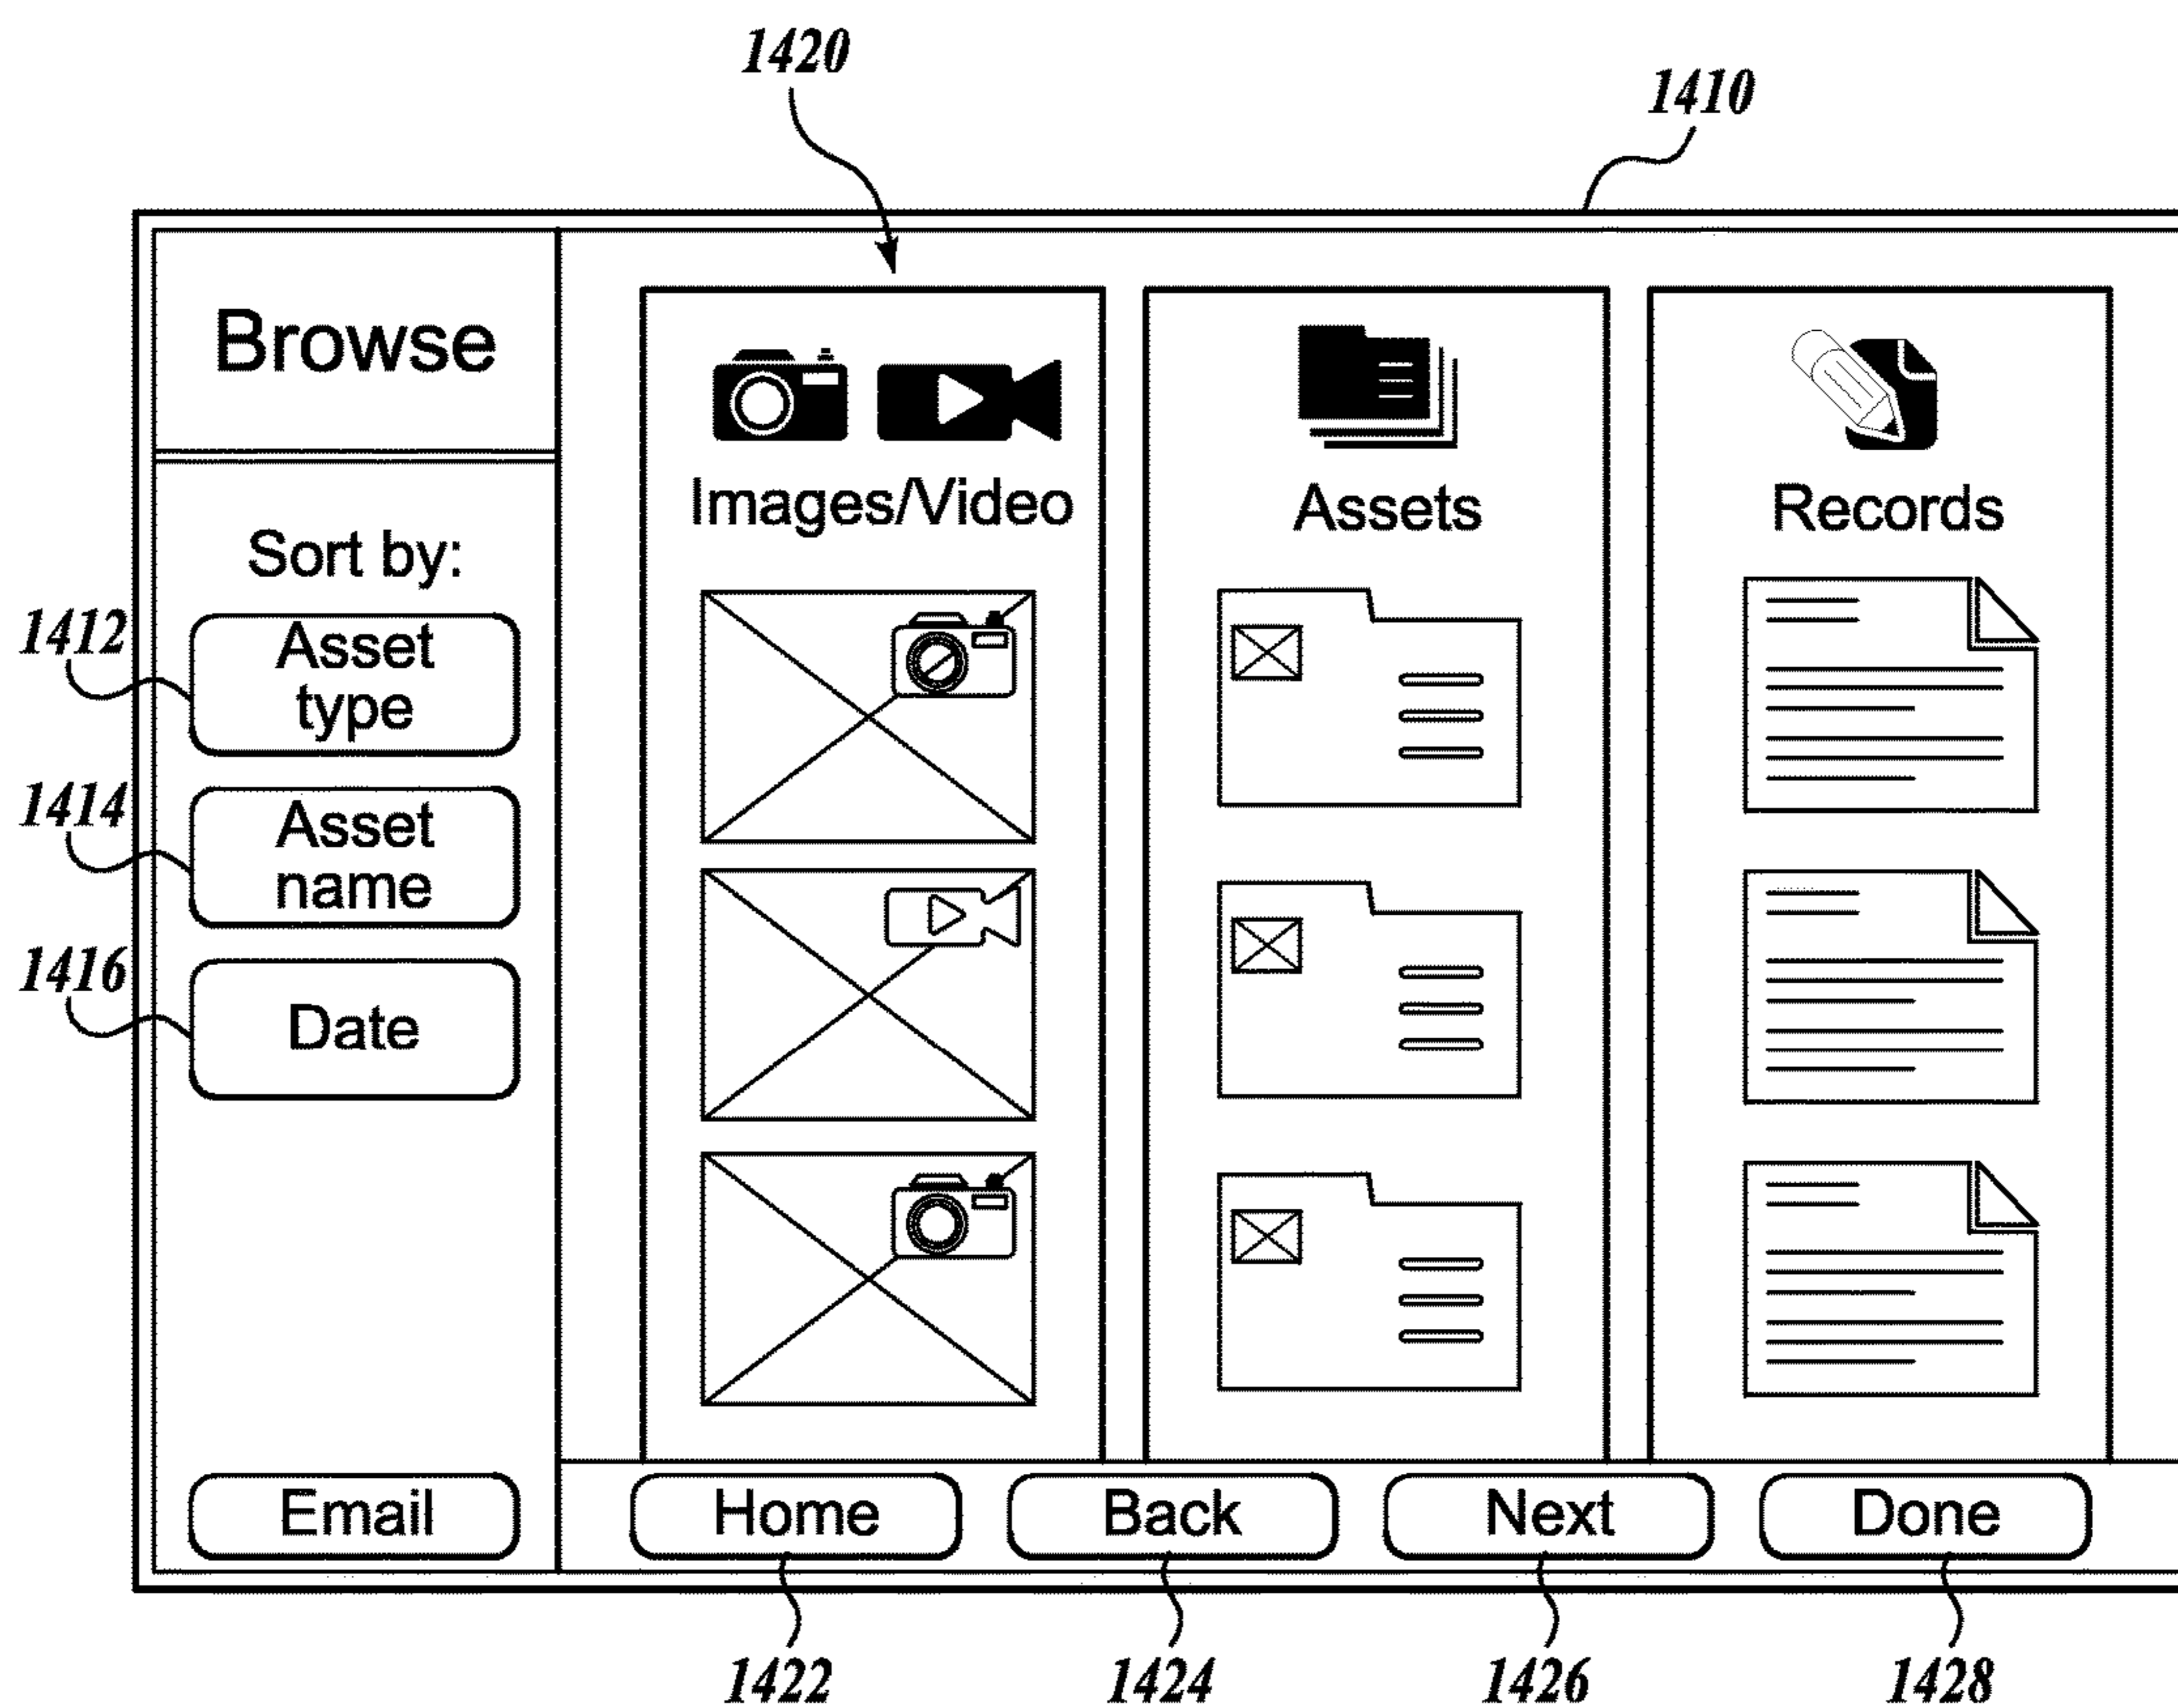 1420
1410
Browse
Images/Video
Assets
Records
Sort by:
1412
Asset
type
1414
Asset
name
1416
Date
Email
Home
Back
Next
Done
1422
1424
1426
1428